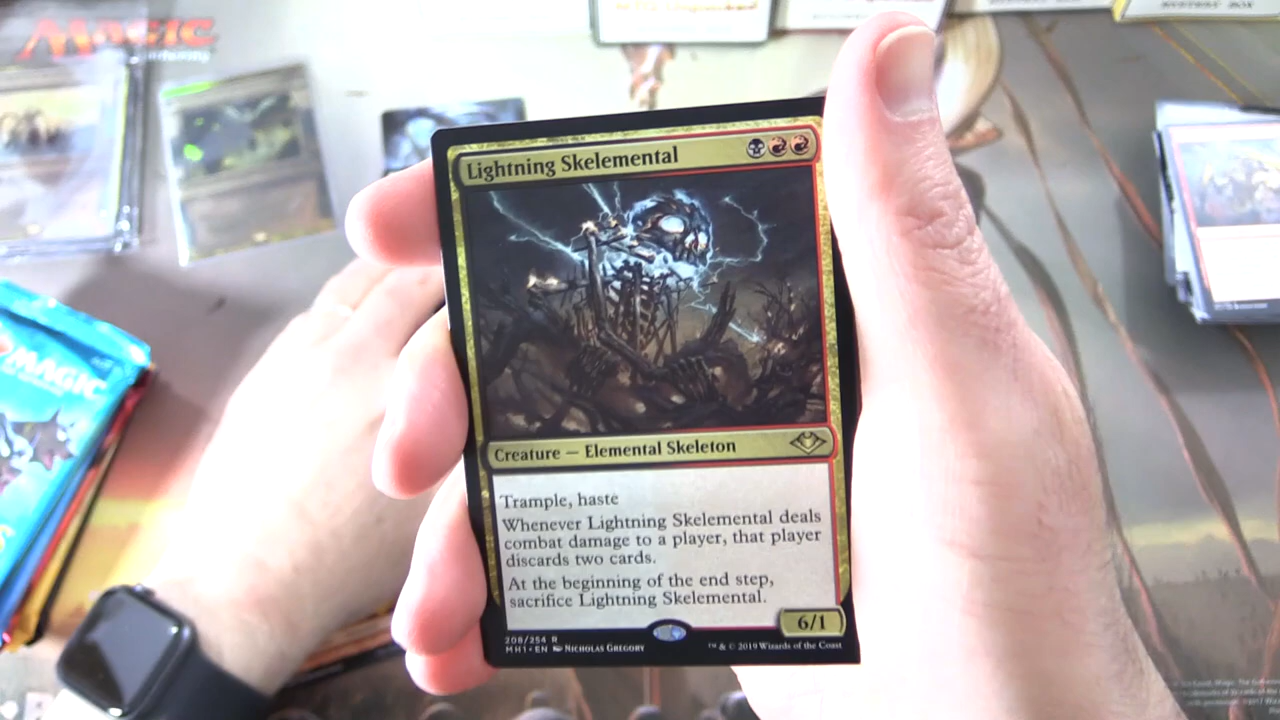 MAGIC
MYSTERY BOX
Lightning Skelemental
Creature — Elemental Skeleton
Trample, haste
Whenever Lightning Skelemental deals
combat damage to a player, that player
discards two cards.
At the beginning of the end step,
sacrifice Lightning Skelemental.
6/1
208/254 R
MH1 • EN NICHOLAS GREGORY
™ & © 2019 Wizards of the Coast
MAGIC